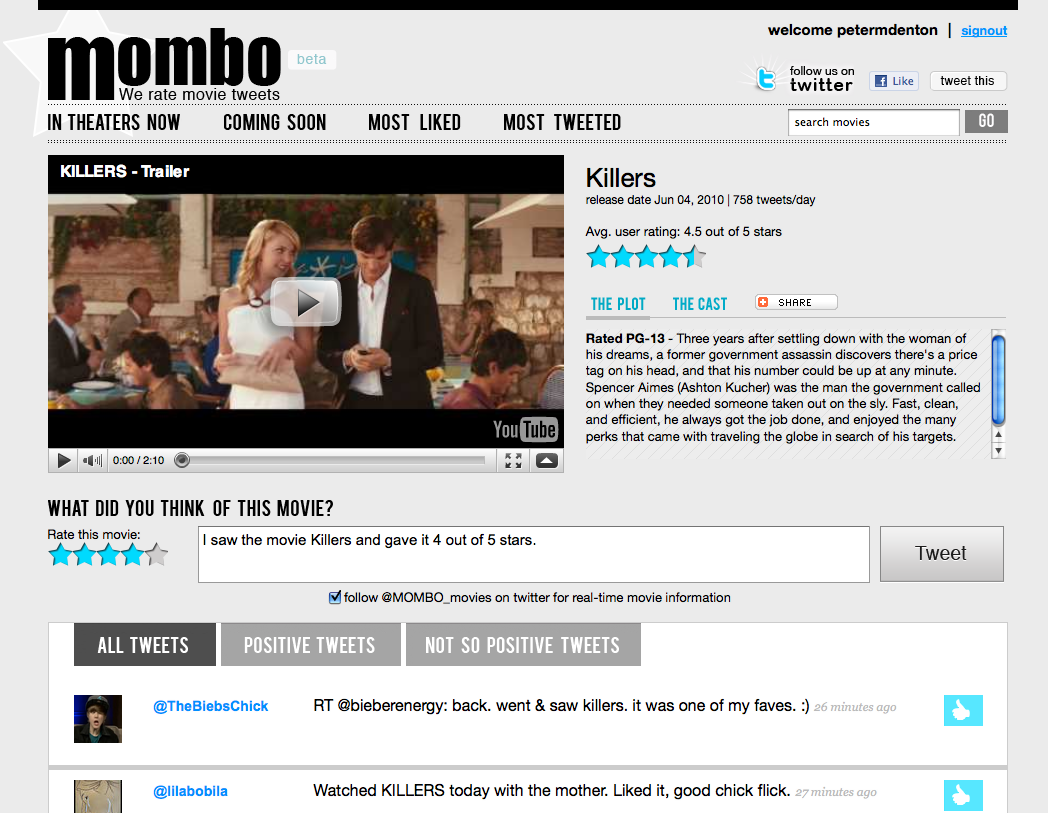 welcome petermdenton | signout
mombo beta
We rate movie tweets
follow us on
twitter
Like
tweet this
IN THEATERS NOW COMING SOON MOST LIKED MOST TWEETED
search movies GO
KILLERS - Trailer
YouTube
0:00 / 2:10
Killers
release date Jun 04, 2010 | 758 tweets/day
Avg. user rating: 4.5 out of 5 stars
THE PLOT THE CAST SHARE
Rated PG-13 - Three years after settling down with the woman of
his dreams, a former government assassin discovers there's a price
tag on his head, and that his number could be up at any minute.
Spencer Aimes (Ashton Kucher) was the man the government called
on when they needed someone taken out on the sly. Fast, clean,
and efficient, he always got the job done, and enjoyed the many
perks that came with traveling the globe in search of his targets.
WHAT DID YOU THINK OF THIS MOVIE?
Rate this movie:
I saw the movie Killers and gave it 4 out of 5 stars.
Tweet
follow @MOMBO_movies on twitter for real-time movie information
ALL TWEETS POSITIVE TWEETS NOT SO POSITIVE TWEETS
@TheBiebsChick RT @bieberenergy: back. went & saw killers. it was one of my faves. :) 26 minutes ago
@lilabobila Watched KILLERS today with the mother. Liked it, good chick flick. 27 minutes ago